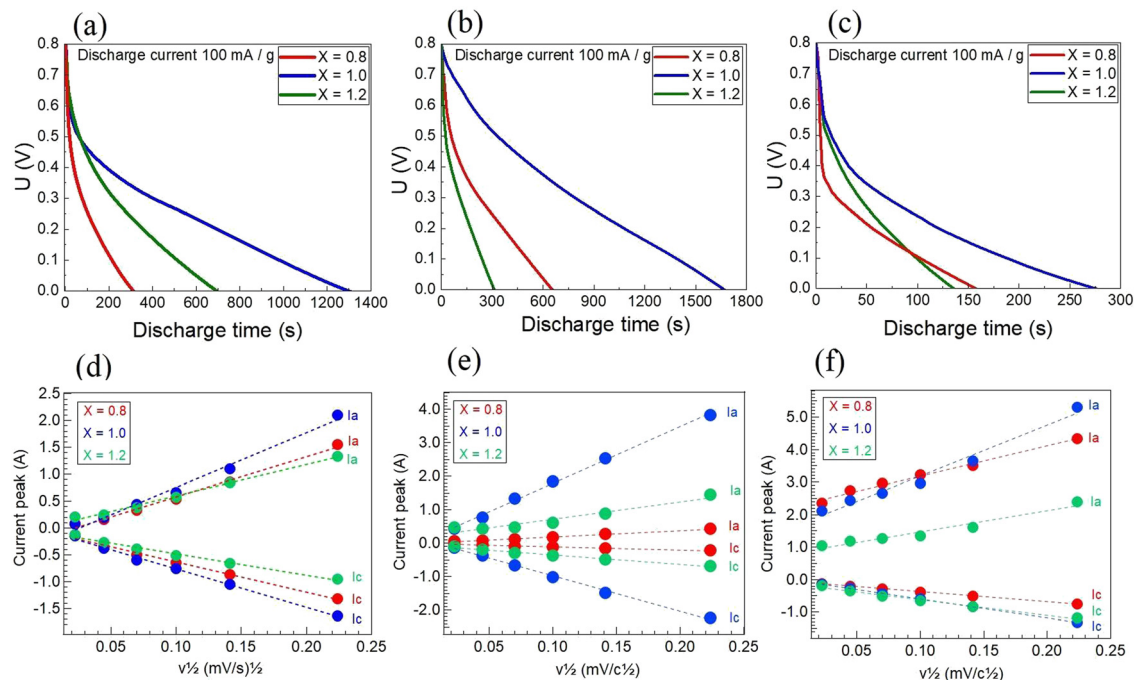 (a)
Discharge current 100 mA / g
X = 0.8
X = 1.0
X = 1.2
0.8
0.7
0.6
0.5
0.4
0.3
0.2
0.1
0.0
U (V)
0 200 400 600 800 1000 1200 1400
Discharge time (s)
(b)
Discharge current 100 mA / g
X = 0.8
X = 1.0
X = 1.2
0.8
0.7
0.6
0.5
0.4
0.3
0.2
0.1
0.0
U (V)
0 300 600 900 1200 1500 1800
Discharge time (s)
(c)
Discharge current 100 mA / g
X = 0.8
X = 1.0
X = 1.2
0.8
0.7
0.6
0.5
0.4
0.3
0.2
0.1
0.0
U (V)
0 50 100 150 200 250 300
Discharge time (s)
(d)
X = 0.8
X = 1.0
X = 1.2
2.5
2.0
1.5
1.0
0.5
0.0
-0.5
-1.0
-1.5
Current peak (A)
Ia
Ia
Ia
Ic
Ic
Ic
0.05 0.10 0.15 0.20 0.25
v½ (mV/s)½
(e)
X = 0.8
X = 1.0
X = 1.2
4.0
3.0
2.0
1.0
0.0
-1.0
-2.0
Current peak (A)
Ia
Ia
Ia
Ic
Ic
Ic
0.05 0.10 0.15 0.20 0.25
v½ (mV/c½)
(f)
X = 0.8
X = 1.0
X = 1.2
5.0
4.0
3.0
2.0
1.0
0.0
-1.0
Current peak (A)
Ia
Ia
Ia
Ic
Ic
Ic
0.05 0.10 0.15 0.20 0.25
v½ (mV/c½)